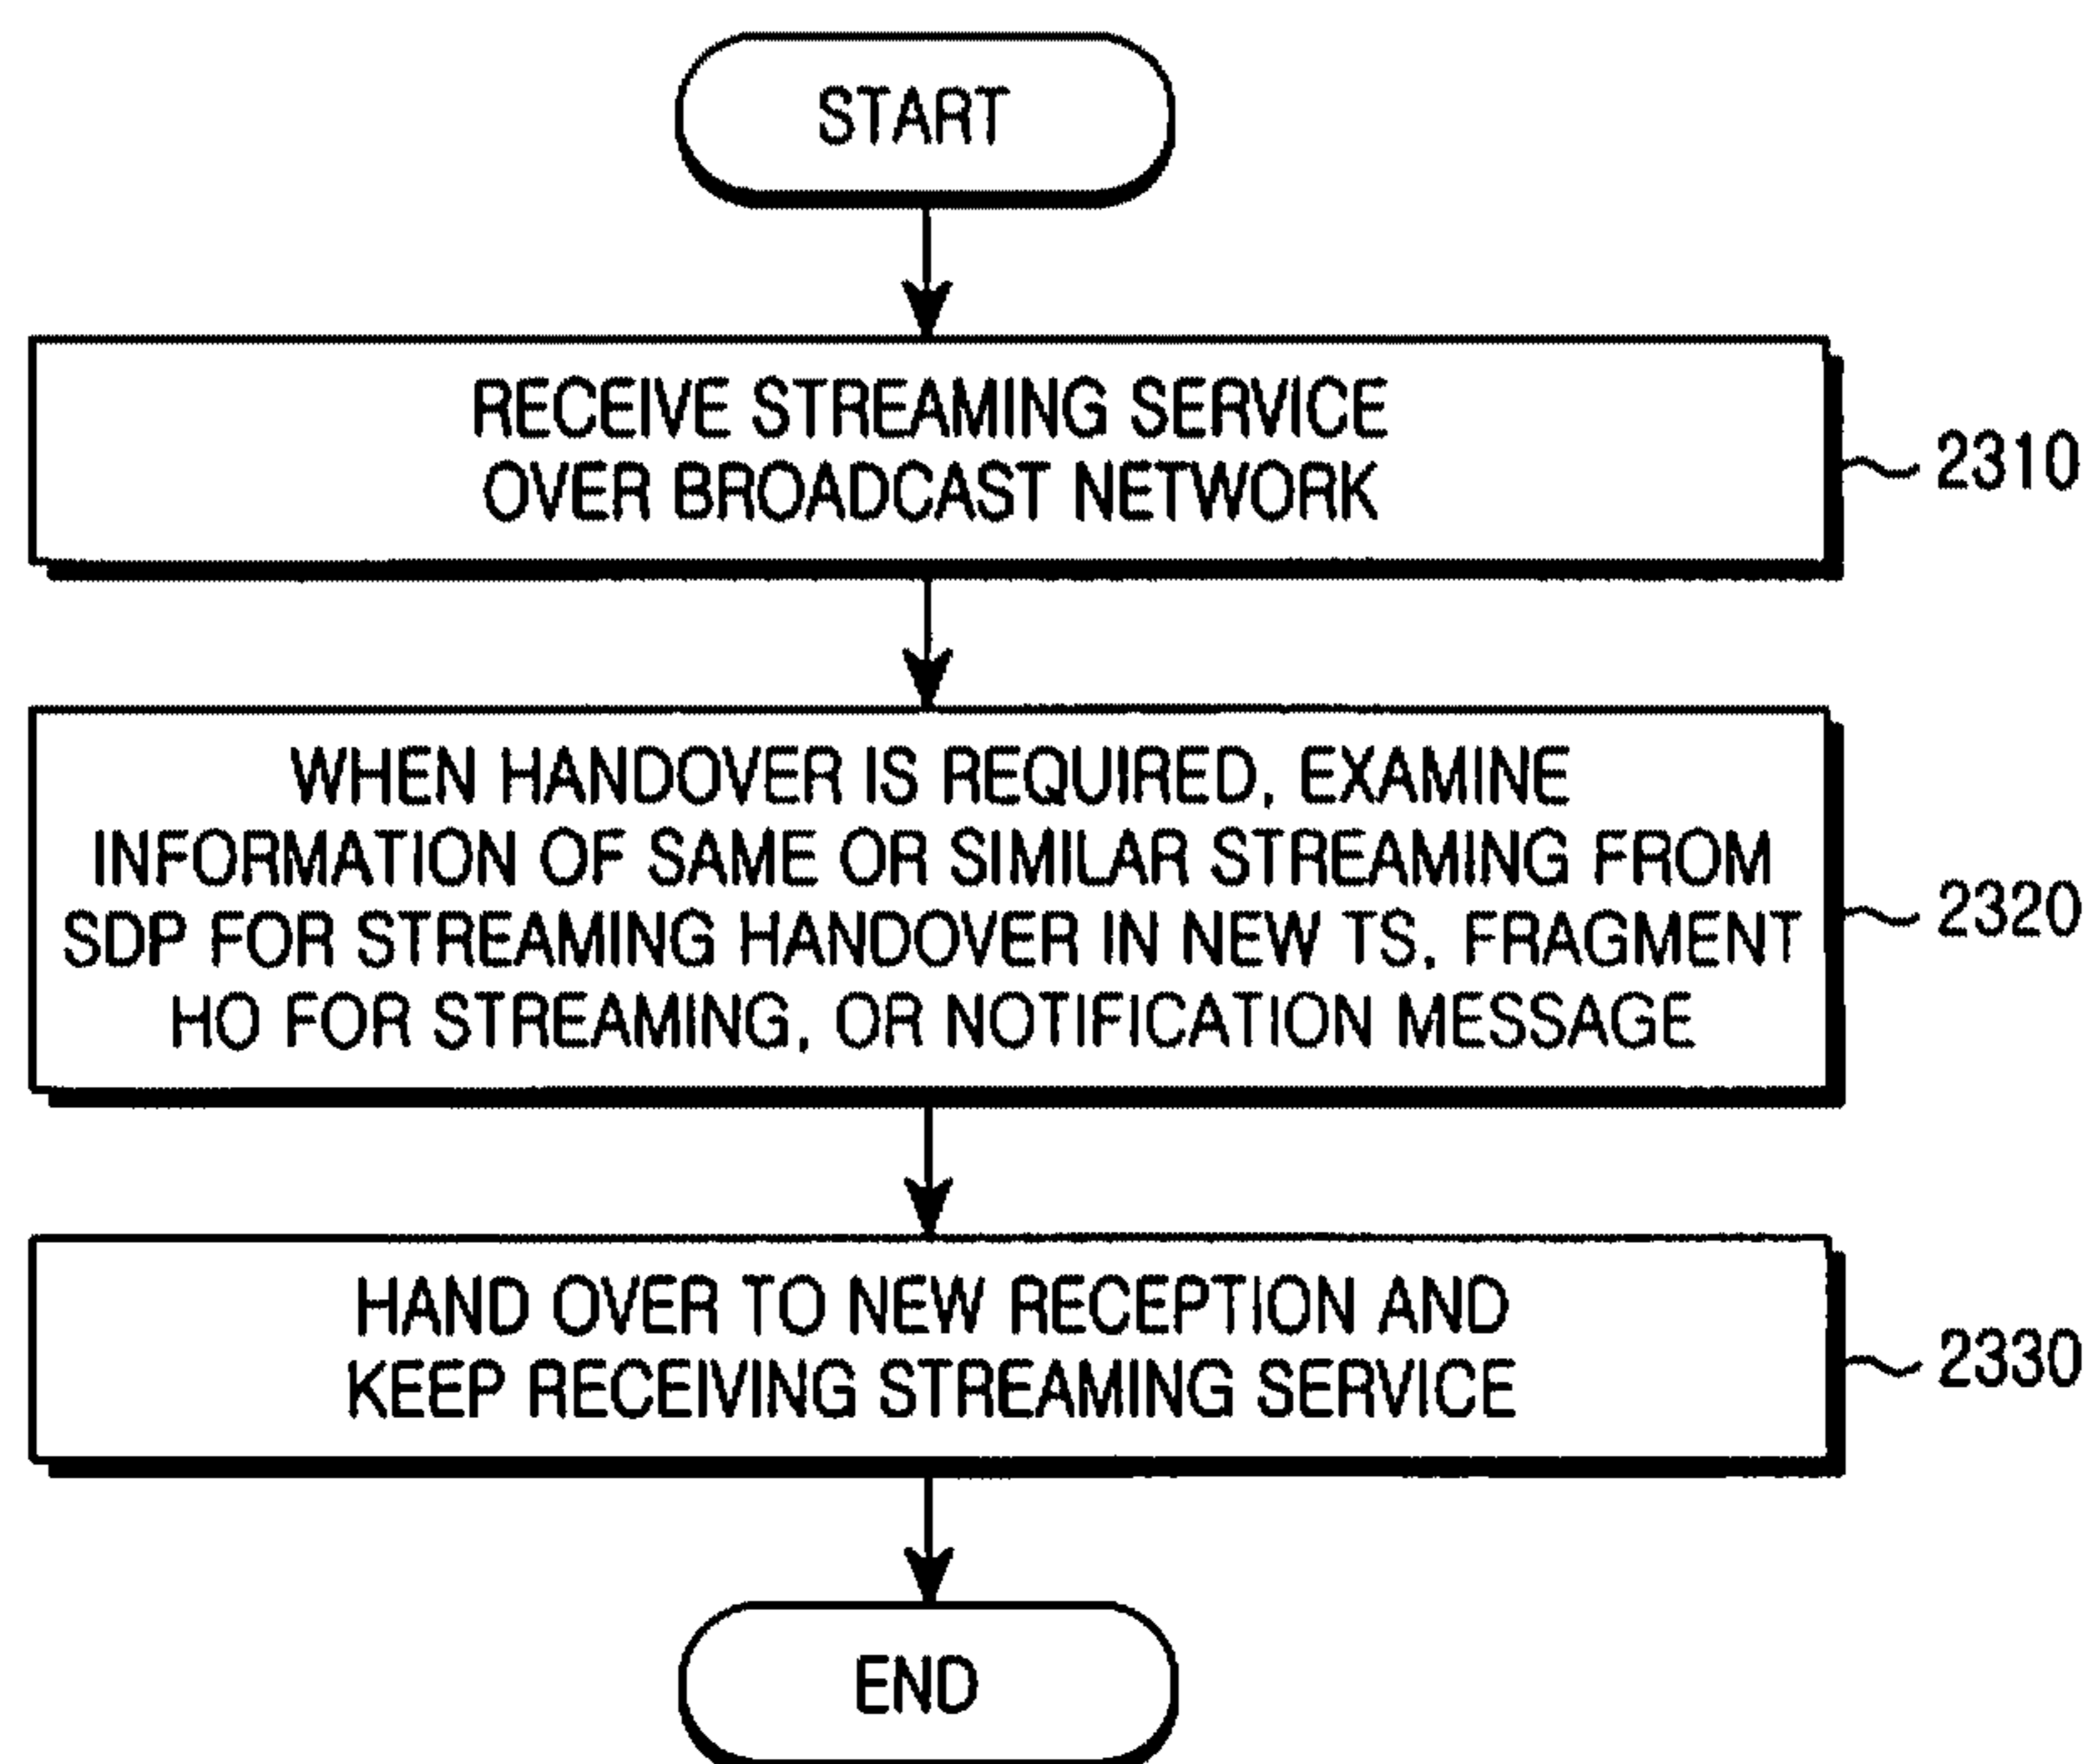 START
RECEIVE STREAMING SERVICE
OVER BROADCAST NETWORK
2310
WHEN HANDOVER IS REQUIRED, EXAMINE
INFORMATION OF SAME OR SIMILAR STREAMING FROM
SDP FOR STREAMING HANDOVER IN NEW TS, FRAGMENT
HO FOR STREAMING, OR NOTIFICATION MESSAGE
2320
HAND OVER TO NEW RECEPTION AND
KEEP RECEIVING STREAMING SERVICE
2330
END